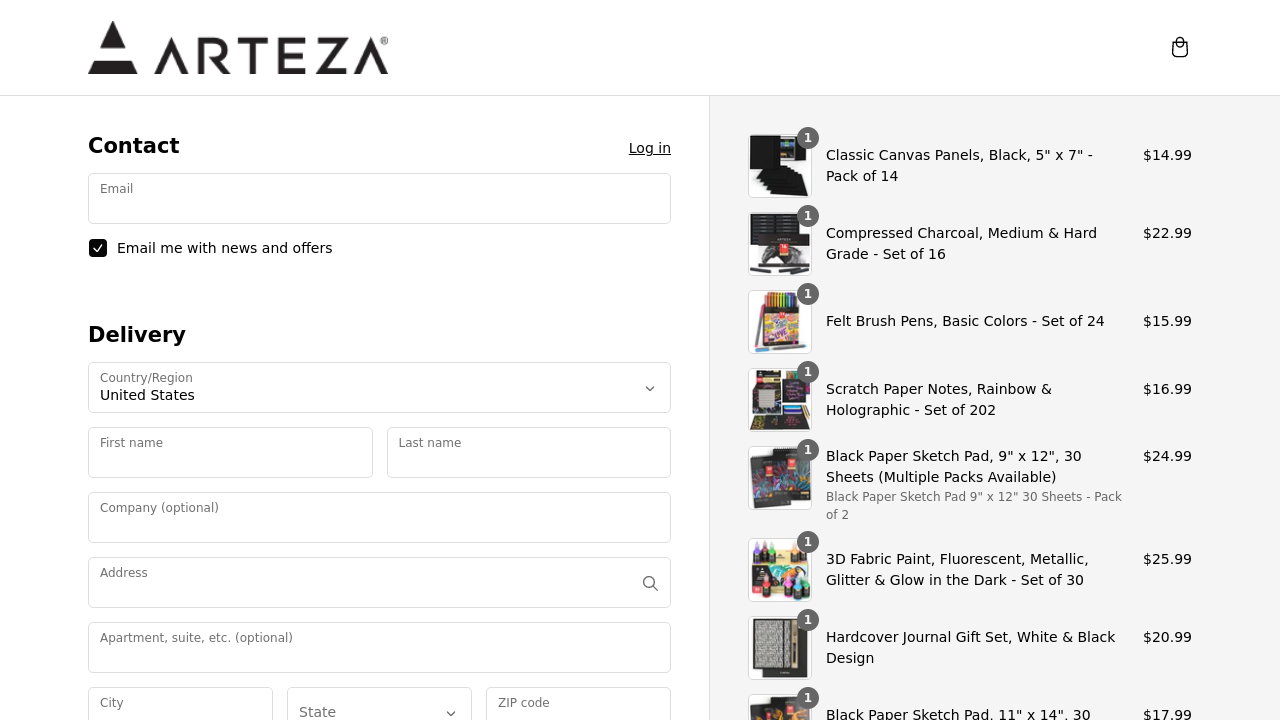 ARTEZA®
Contact
Log in
Email
Email me with news and offers
Delivery
Country/Region
United States
First name
Last name
Company (optional)
Address
Apartment, suite, etc. (optional)
City
State
ZIP code
1
Classic Canvas Panels, Black, 5" x 7" -
Pack of 14
$14.99
1
Compressed Charcoal, Medium & Hard
Grade - Set of 16
$22.99
1
Felt Brush Pens, Basic Colors - Set of 24
$15.99
1
Scratch Paper Notes, Rainbow &
Holographic - Set of 202
$16.99
1
Black Paper Sketch Pad, 9" x 12", 30
Sheets (Multiple Packs Available)
Black Paper Sketch Pad 9" x 12" 30 Sheets - Pack
of 2
$24.99
1
3D Fabric Paint, Fluorescent, Metallic,
Glitter & Glow in the Dark - Set of 30
$25.99
1
Hardcover Journal Gift Set, White & Black
Design
$20.99
1
Black Paper Sketch Pad, 11" x 14", 30
$17.99